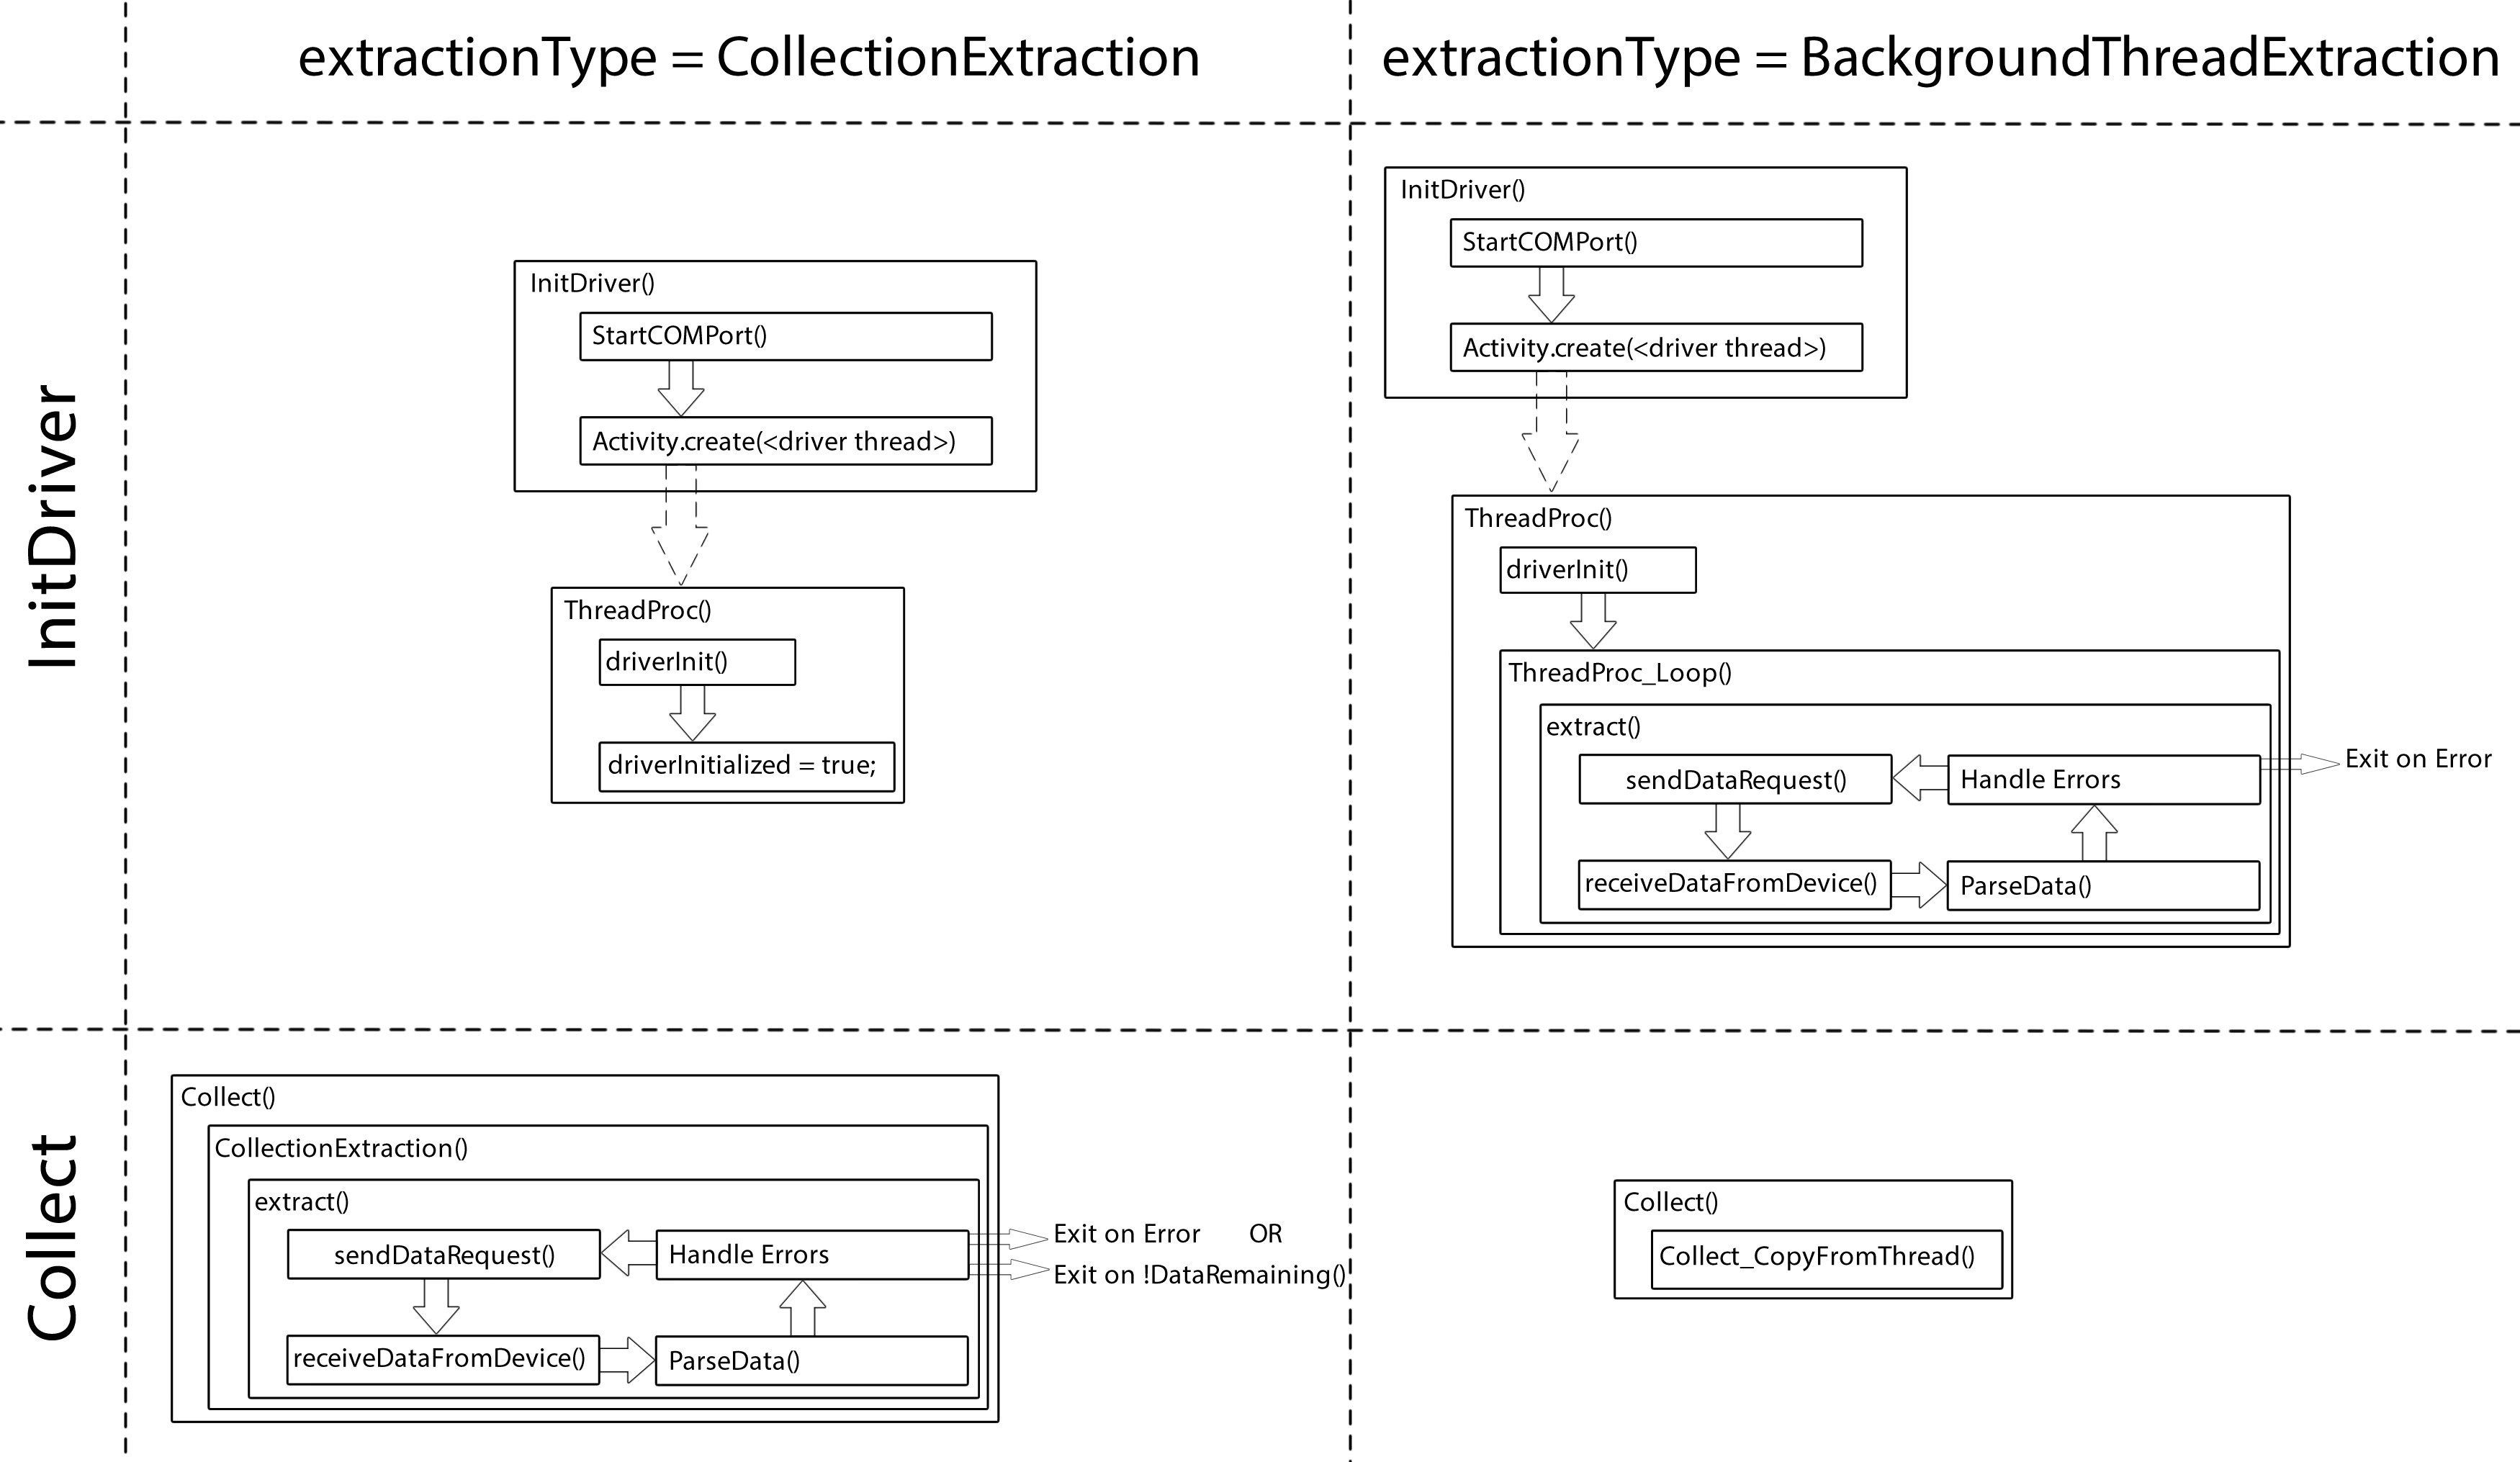 extractionType = CollectionExtraction
extractionType = BackgroundThreadExtraction
InitDriver
InitDriver()
StartCOMPort()
Activity.create(<driver thread>)
ThreadProc()
driverInit()
driverInitialized = true;
InitDriver()
StartCOMPort()
Activity.create(<driver thread>)
ThreadProc()
driverInit()
ThreadProc_Loop()
extract()
sendDataRequest()
Handle Errors
Exit on Error
receiveDataFromDevice()
ParseData()
Collect
Collect()
CollectionExtraction()
extract()
sendDataRequest()
Handle Errors
Exit on Error OR
Exit on !DataRemaining()
receiveDataFromDevice()
ParseData()
Collect()
Collect_CopyFromThread()